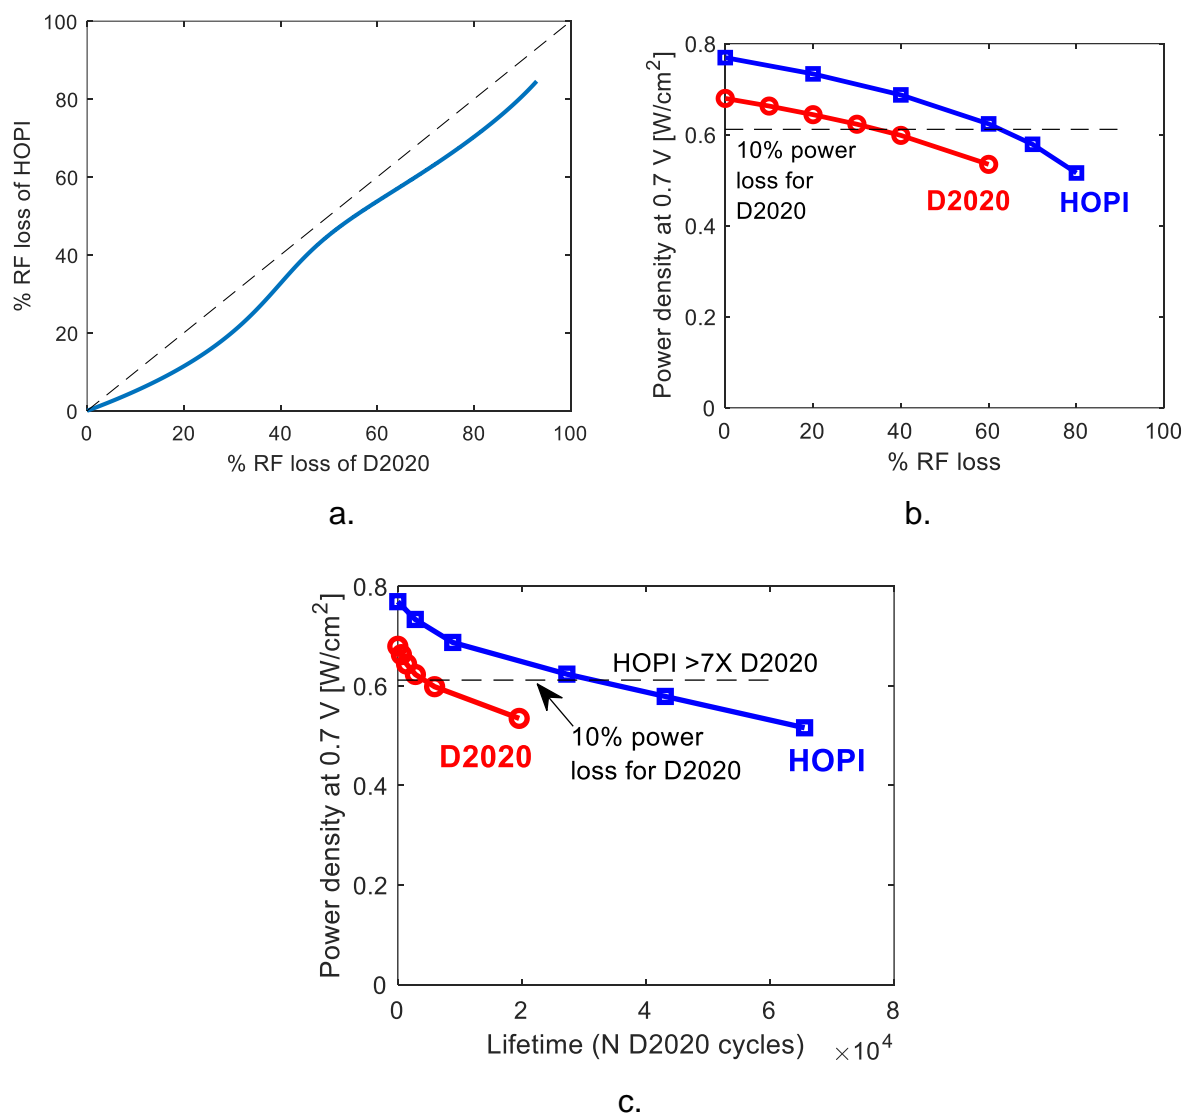 100
80
60
40
20
0
0
20
40
60
80
100
% RF loss of HOPI
% RF loss of D2020
a.
0.8
0.6
0.4
0.2
0
0
20
40
60
80
100
Power density at 0.7 V [W/cm²]
% RF loss
10% power
loss for
D2020
D2020
HOPI
b.
0.8
0.6
0.4
0.2
0
0
2
4
6
8
×10⁴
Power density at 0.7 V [W/cm²]
Lifetime (N D2020 cycles)
HOPI >7X D2020
10% power
loss for D2020
D2020
HOPI
c.